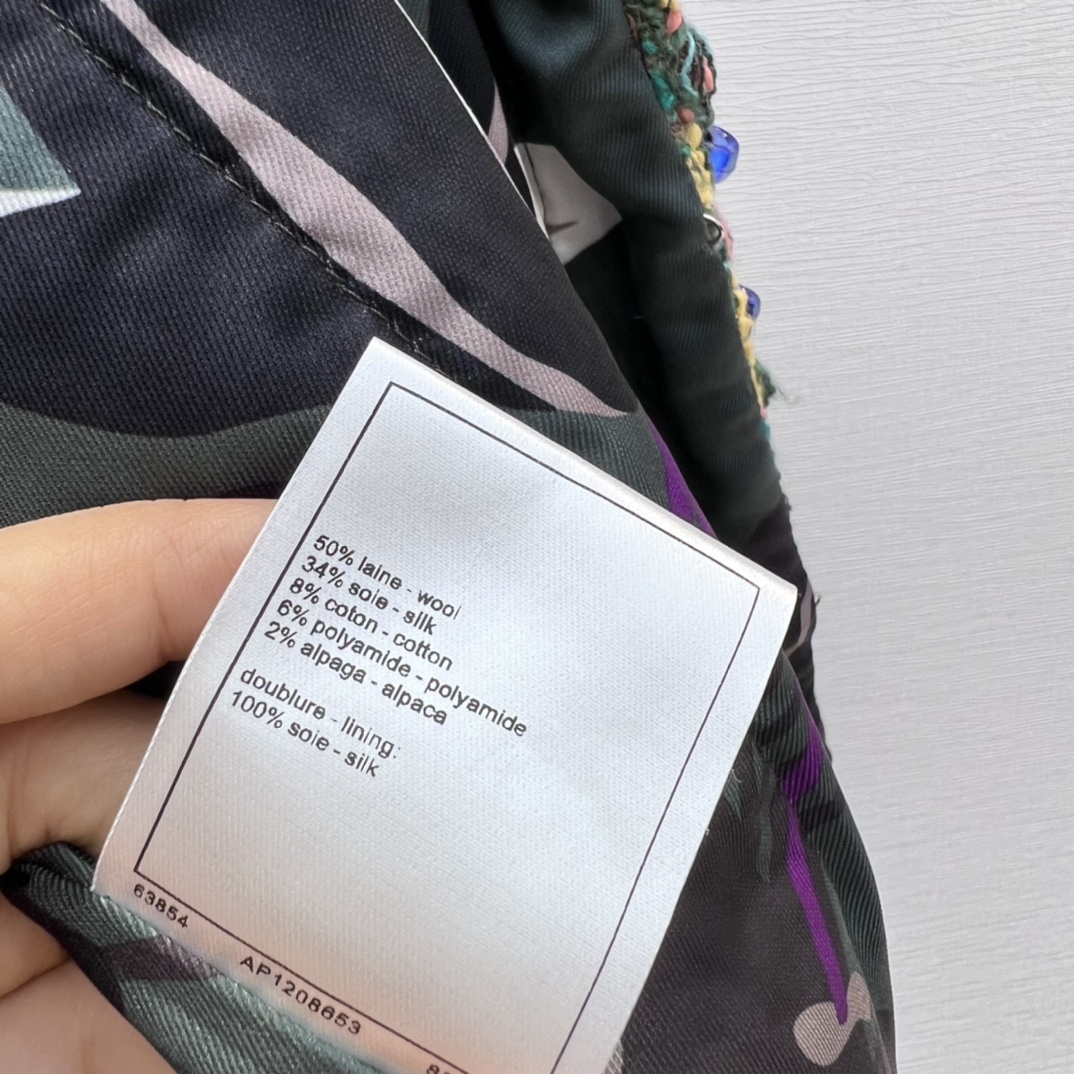 50% laine - wool
34% soie - silk
8% coton - cotton
6% polyamide - polyamide
2% alpaga - alpaca
doublure - lining:
100% soie - silk
63854
AP1208653